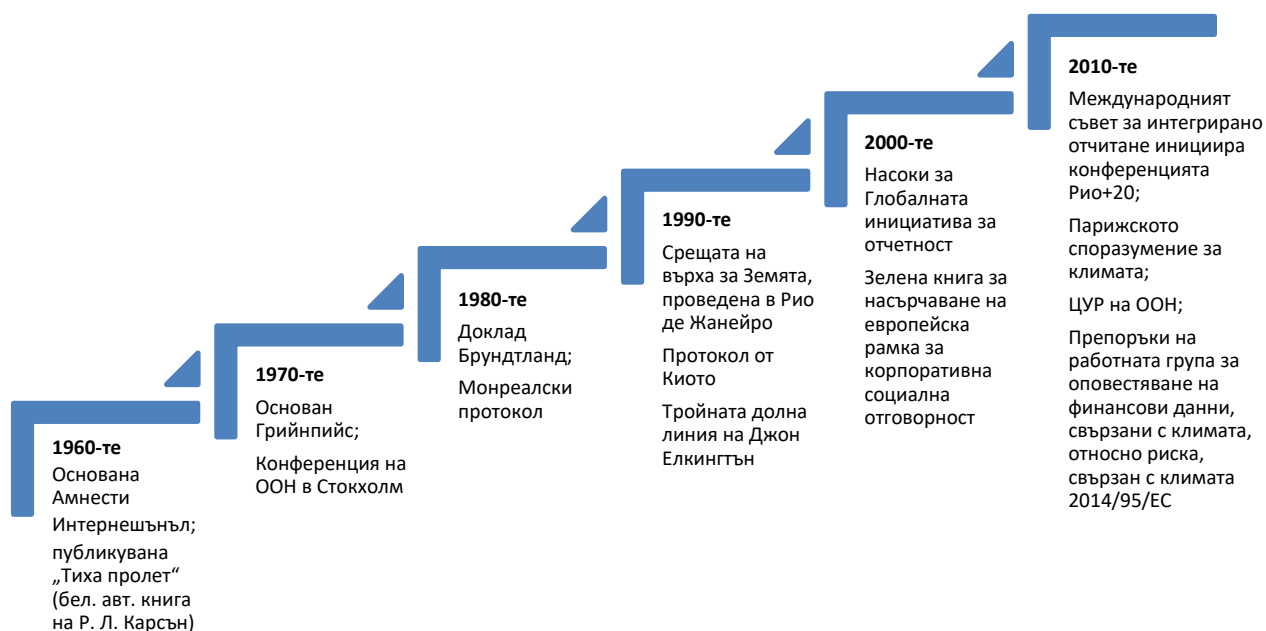 1960-те
Основана
Амнести
Интернешънъл;
публикувана
„Тиха пролет“
(бел. авт. книга
на Р. Л. Карсън)
1970-те
Основан
Грийнпийс;
Конференция на
ООН в Стокхолм
1980-те
Доклад
Брундтланд;
Монреалски
протокол
1990-те
Срещата на
върха за Земята,
проведена в Рио
де Жанейро
Протокол от
Киото
Тройната долна
линия на Джон
Елкингтън
2000-те
Насоки за
Глобалната
инициатива за
отчетност
Зелена книга за
насърчаване на
европейска
рамка за
корпоративна
социална
отговорност
2010-те
Международният
съвет за интегрирано
отчитане инициира
конференцията
Рио+20;
Парижското
споразумение за
климата;
ЦУР на ООН;
Препоръки на
работната група за
оповестяване на
финансови данни,
свързани с климата,
относно риска,
свързан с климата
2014/95/ЕС